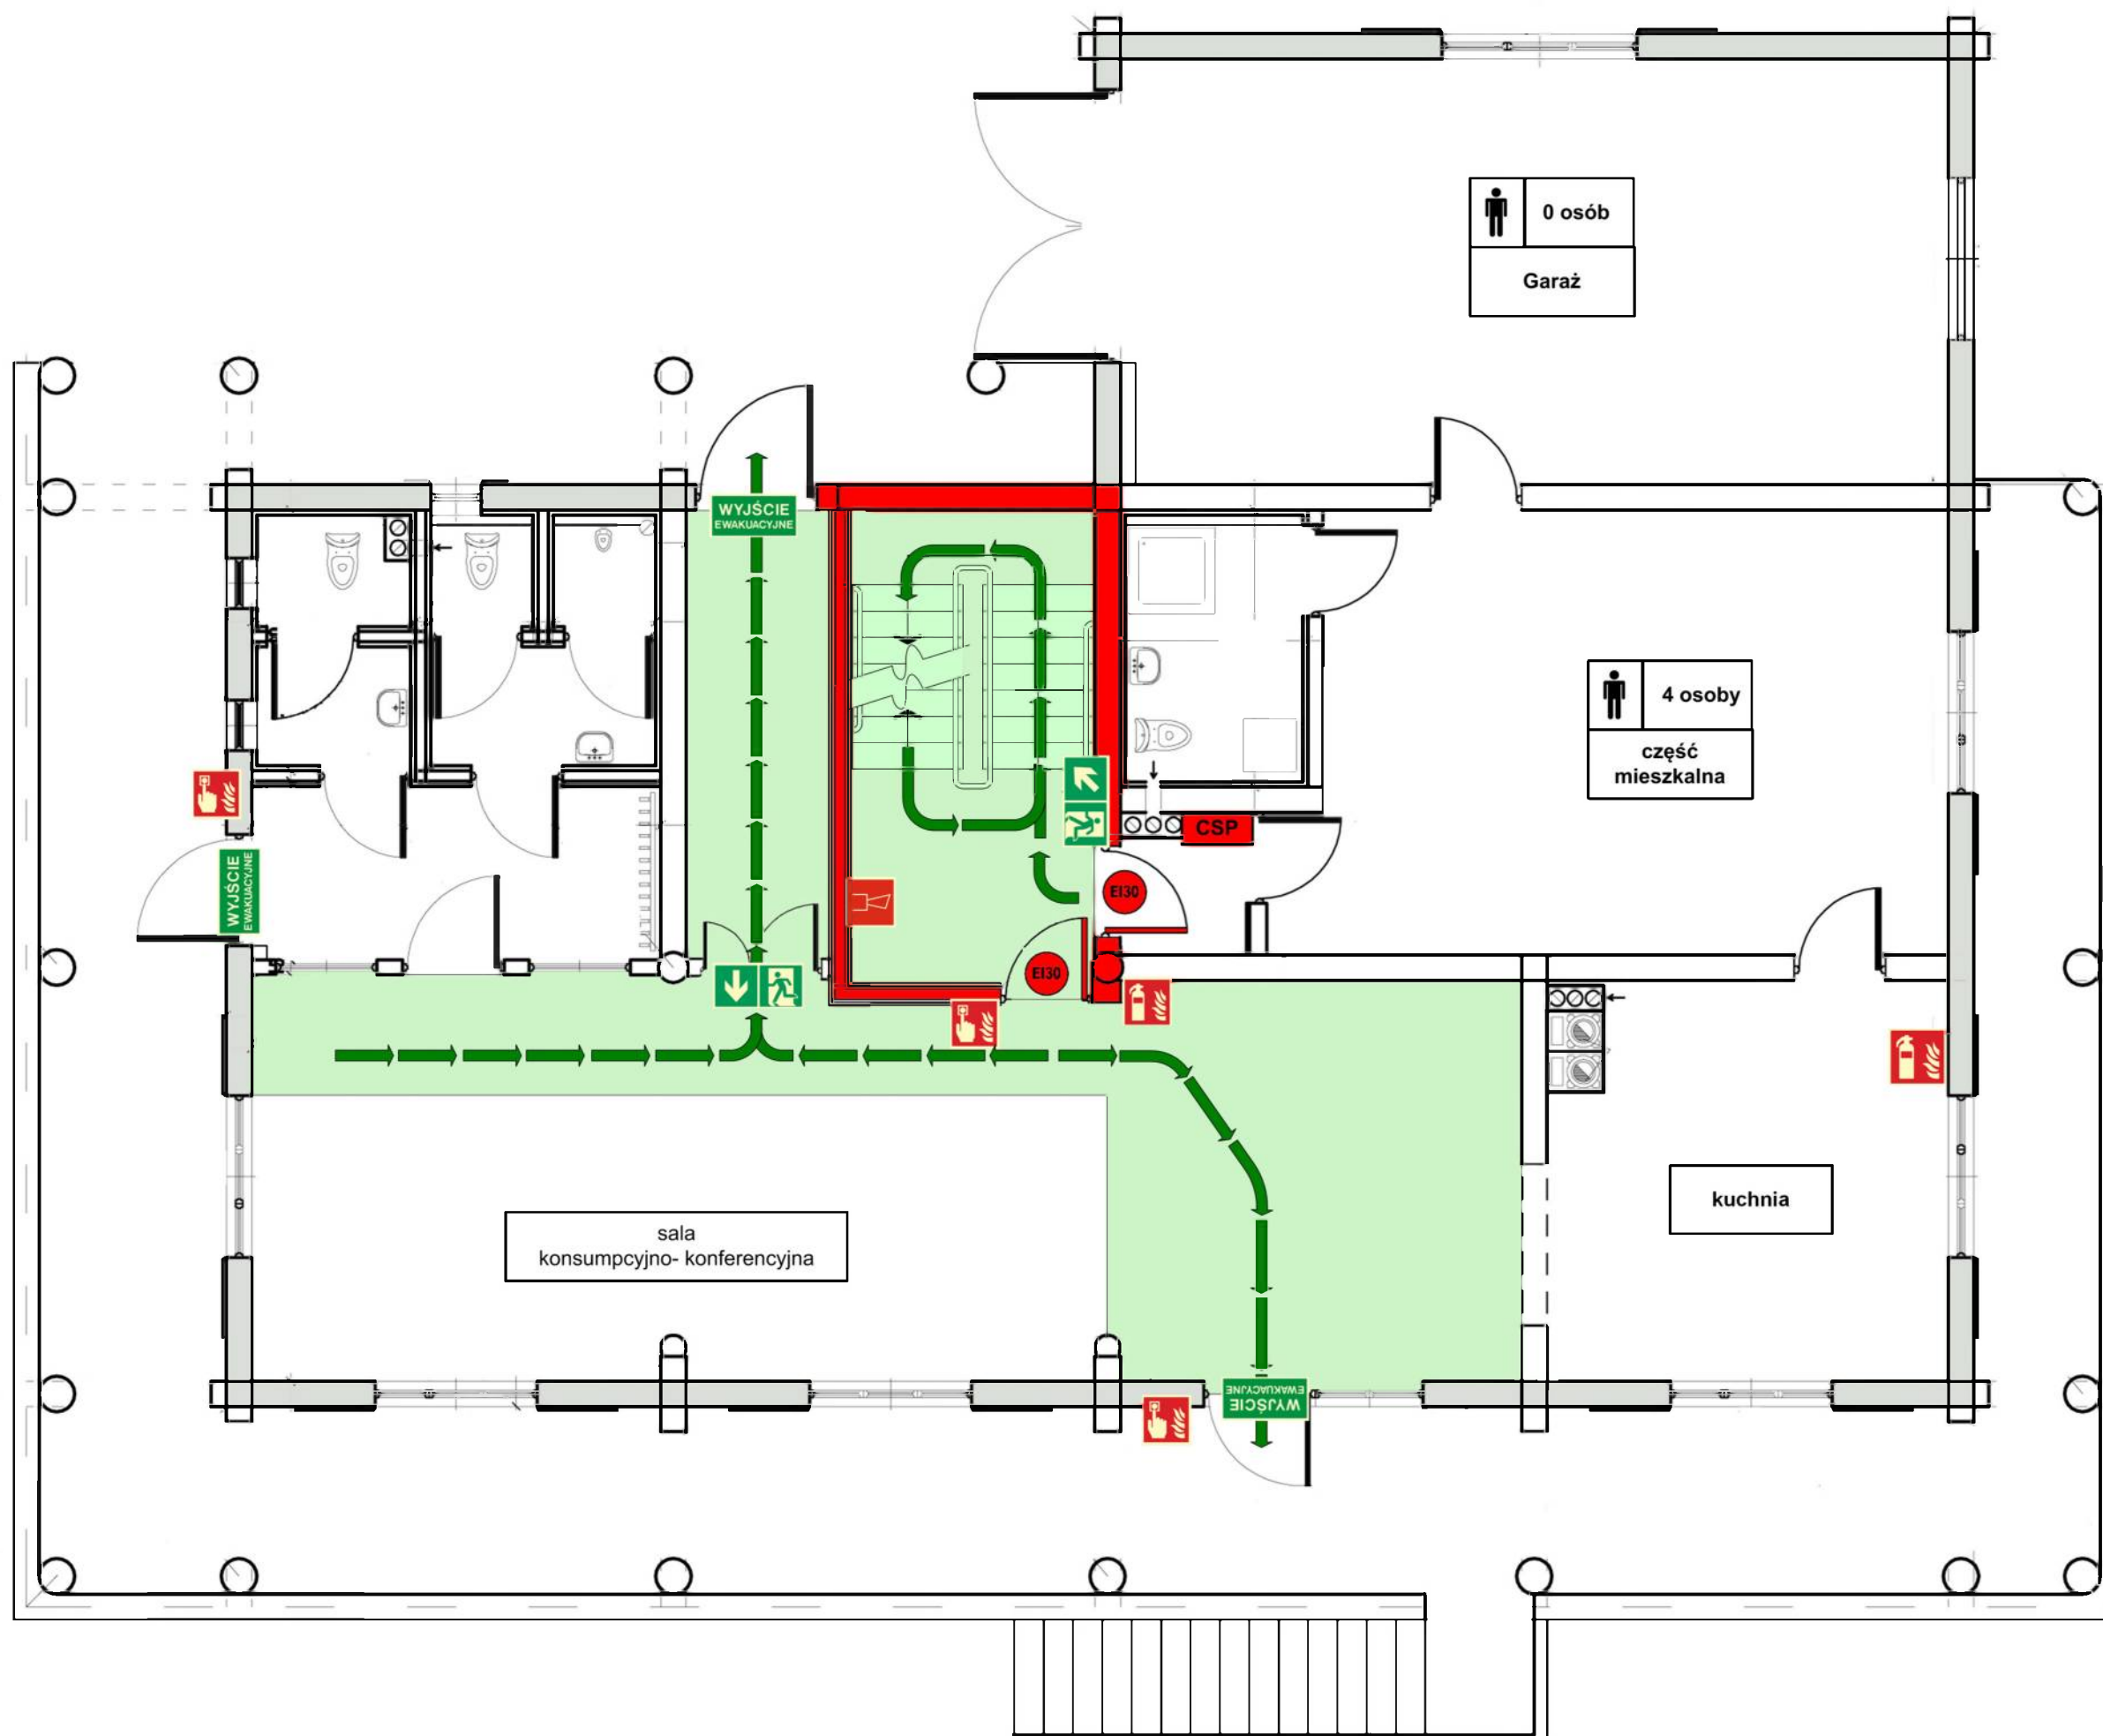 0 osób
Garaż
WYJŚCIE
EWAKUACYJNE
4 osoby
część
mieszkalna
CSP
WYJŚCIE
EWAKUACYJNE
EI30
EI30
kuchnia
sala
konsumpcyjno- konferencyjna
WYJŚCIE
EWAKUACYJNE